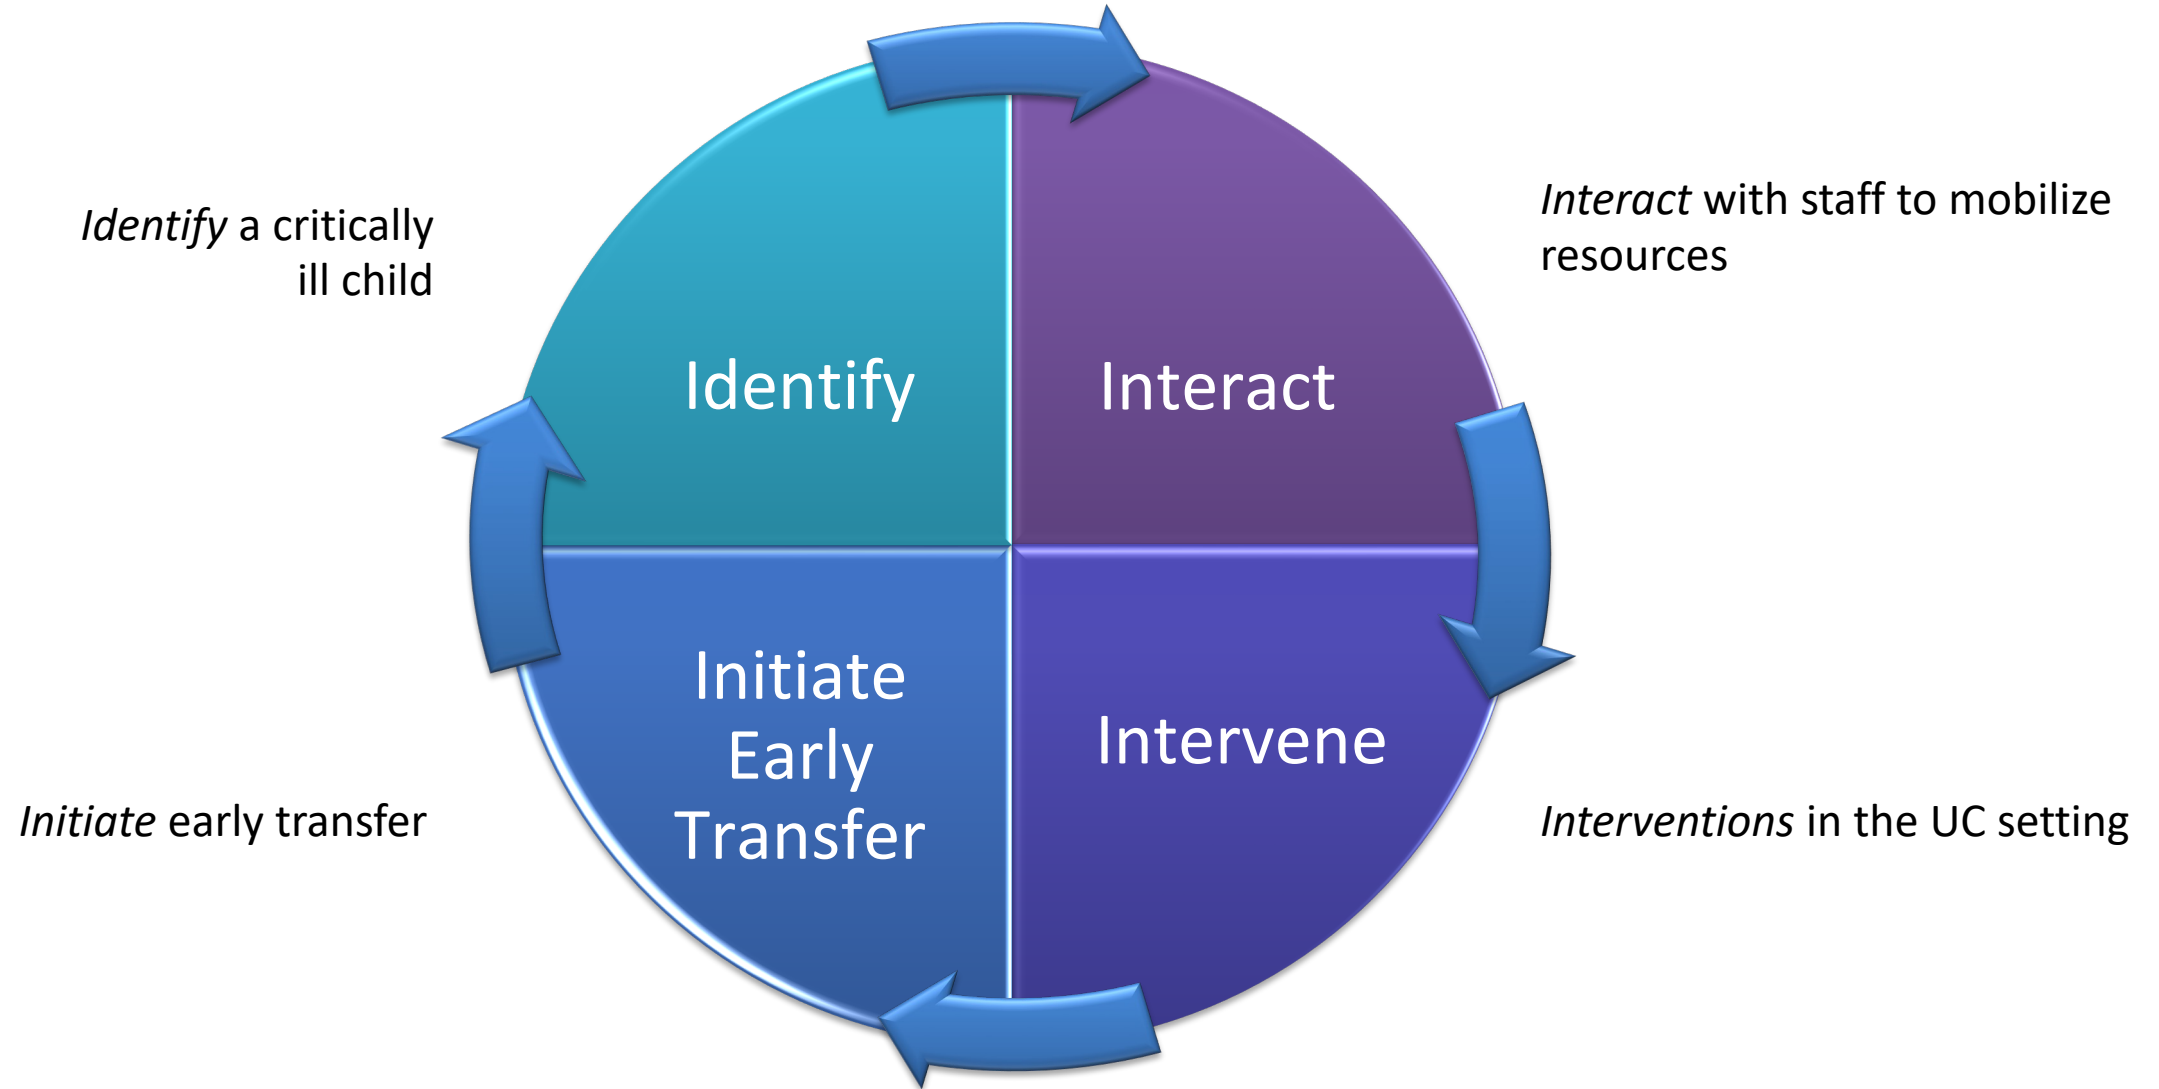 Identify a critically
ill child
Identify
Interact
Interact with staff to mobilize
resources
Initiate early transfer
Initiate
Early
Transfer
Intervene
Interventions in the UC setting